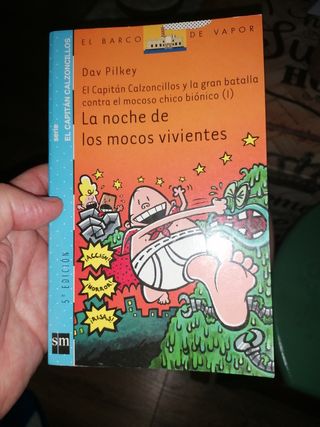 EL BARCO DE VAPOR
Dav Pilkey
El Capitán Calzoncillos y la gran batalla
contra el mocoso chico biónico (I)
La noche de
los mocos vivientes
serie
EL CAPITÁN CALZONCILLOS
5ª EDICIÓN
¡ACCIÓN!
¡HORROR!
¡RISAS!
sm